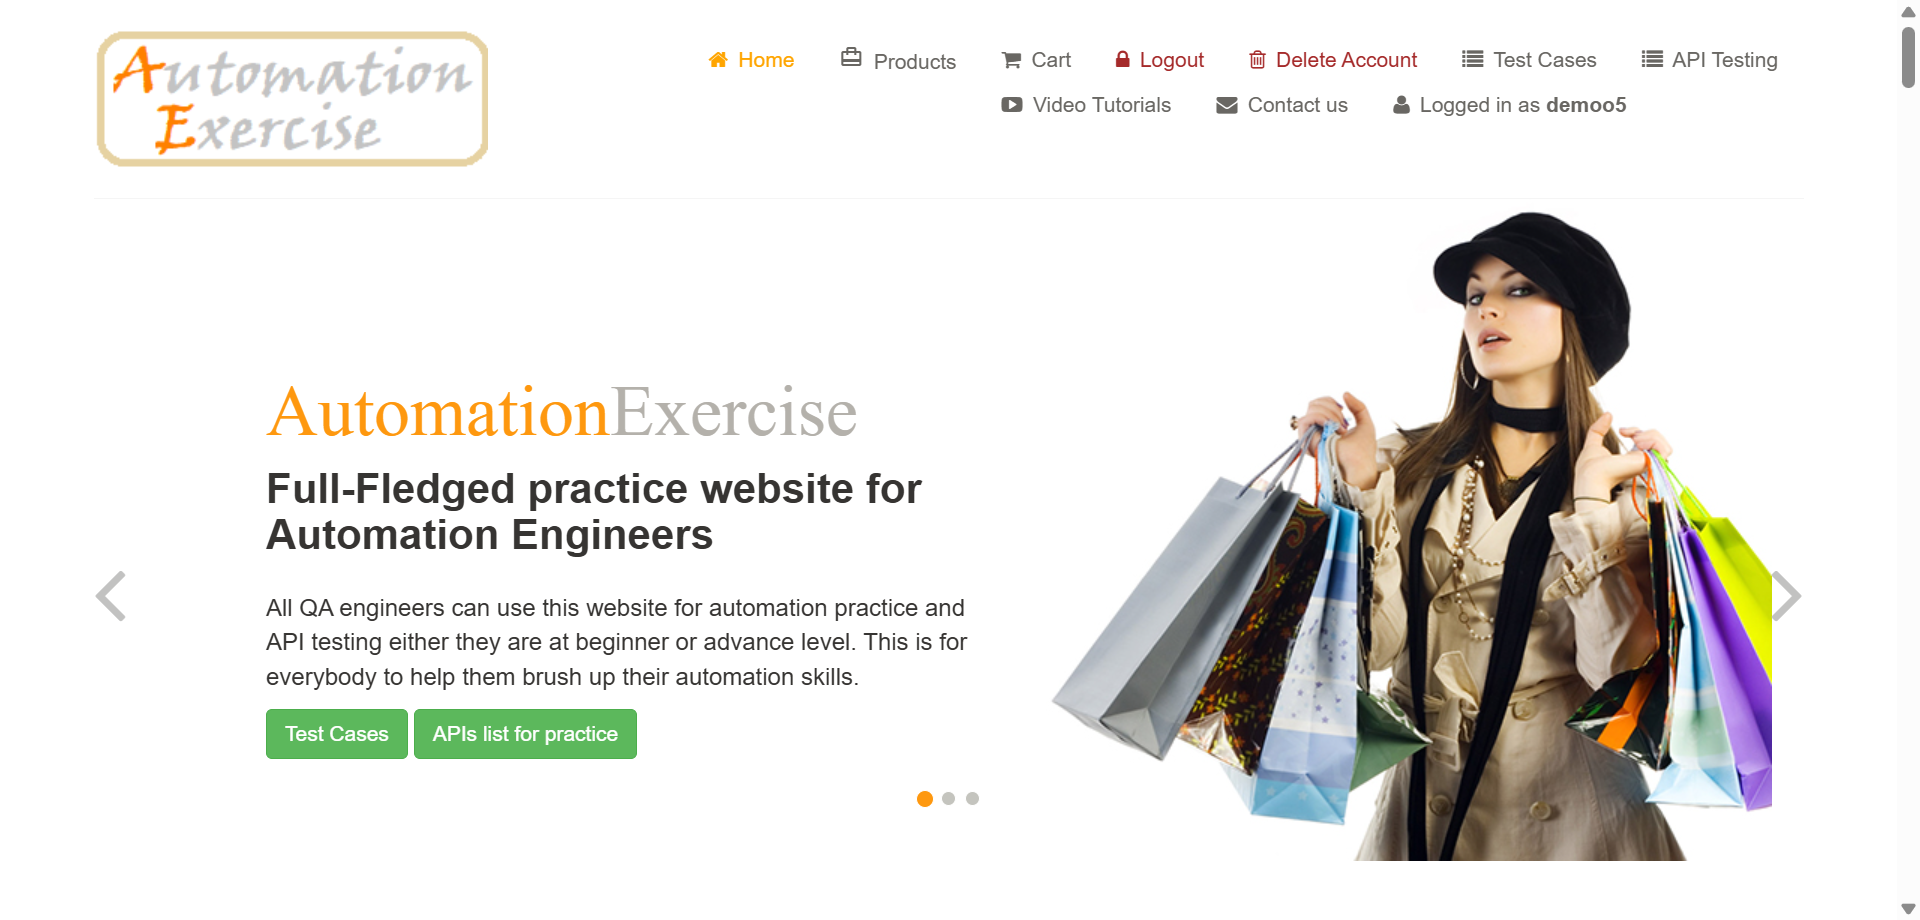 Automation
Exercise
Home Products Cart Logout Delete Account Test Cases API Testing
Video Tutorials Contact us Logged in as demoo5
AutomationExercise
Full-Fledged practice website for
Automation Engineers
All QA engineers can use this website for automation practice and
API testing either they are at beginner or advance level. This is for
everybody to help them brush up their automation skills.
Test Cases APIs list for practice